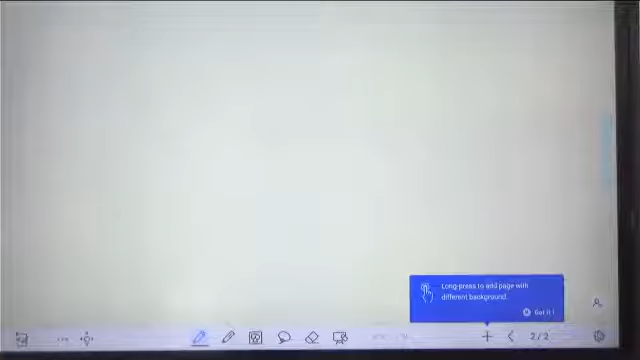 Long-press to add page with
different background.
Got it !
2/2